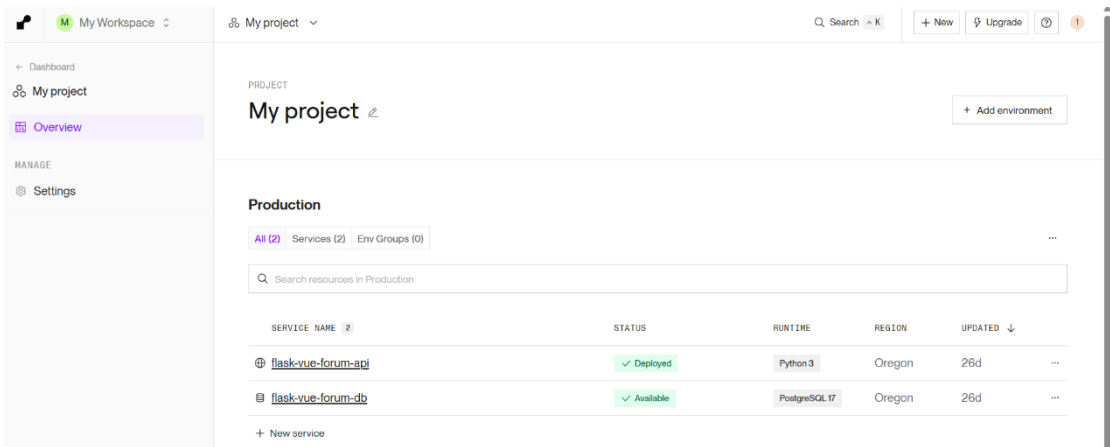 M My Workspace
My project
Search ^ K
+ New
Upgrade
1
← Dashboard
My project
Overview
MANAGE
Settings
PROJECT
My project
+ Add environment
Production
All (2) Services (2) Env Groups (0)
...
Search resources in Production
SERVICE NAME 2 STATUS RUNTIME REGION UPDATED ↓
flask-vue-forum-api ✓ Deployed Python 3 Oregon 26d ...
flask-vue-forum-db ✓ Available PostgreSQL 17 Oregon 26d ...
+ New service